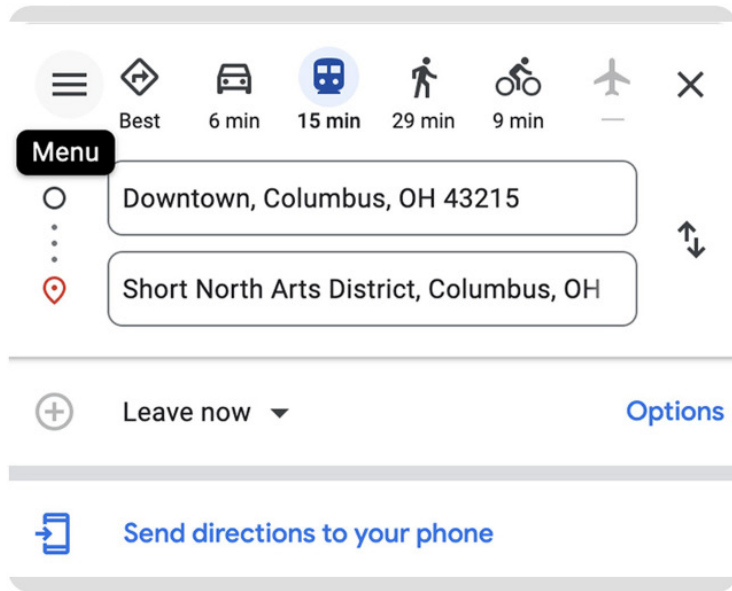 Best 6 min 15 min 29 min 9 min —
Menu
Downtown, Columbus, OH 43215
Short North Arts District, Columbus, OH
Leave now Options
Send directions to your phone